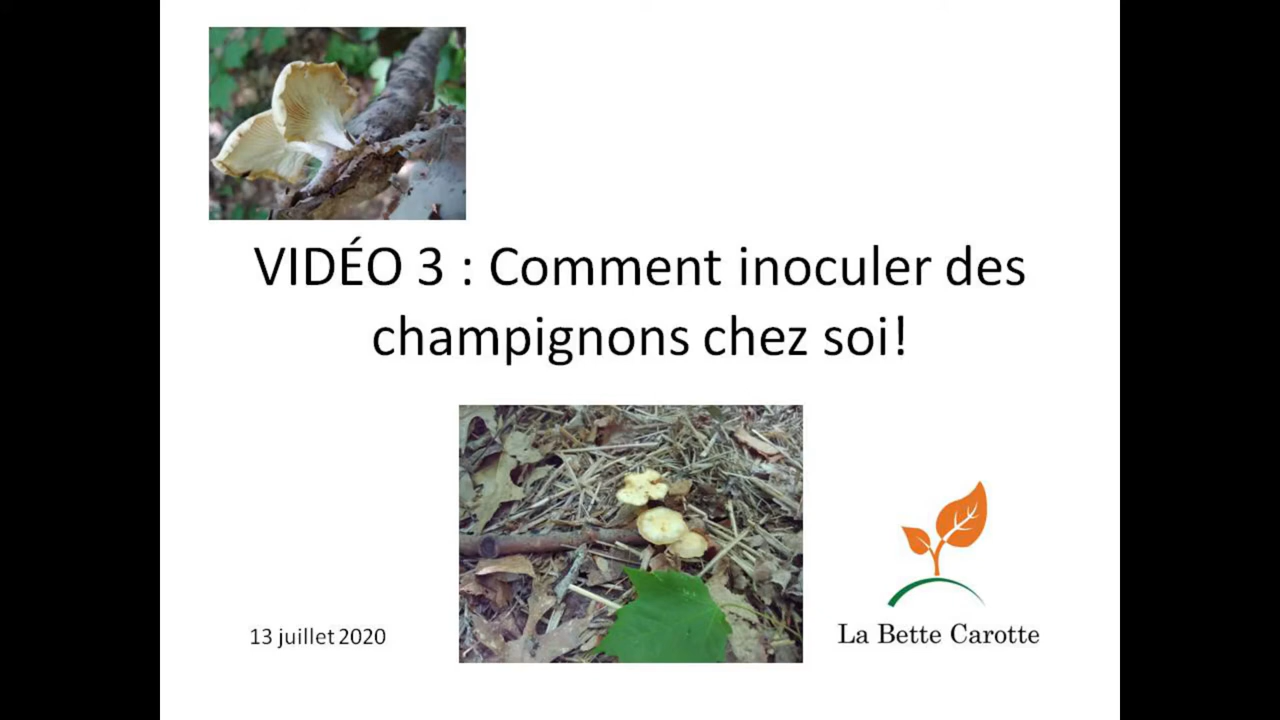 VIDÉO 3 : Comment inoculer des
champignons chez soi!
13 juillet 2020
La Bette Carotte